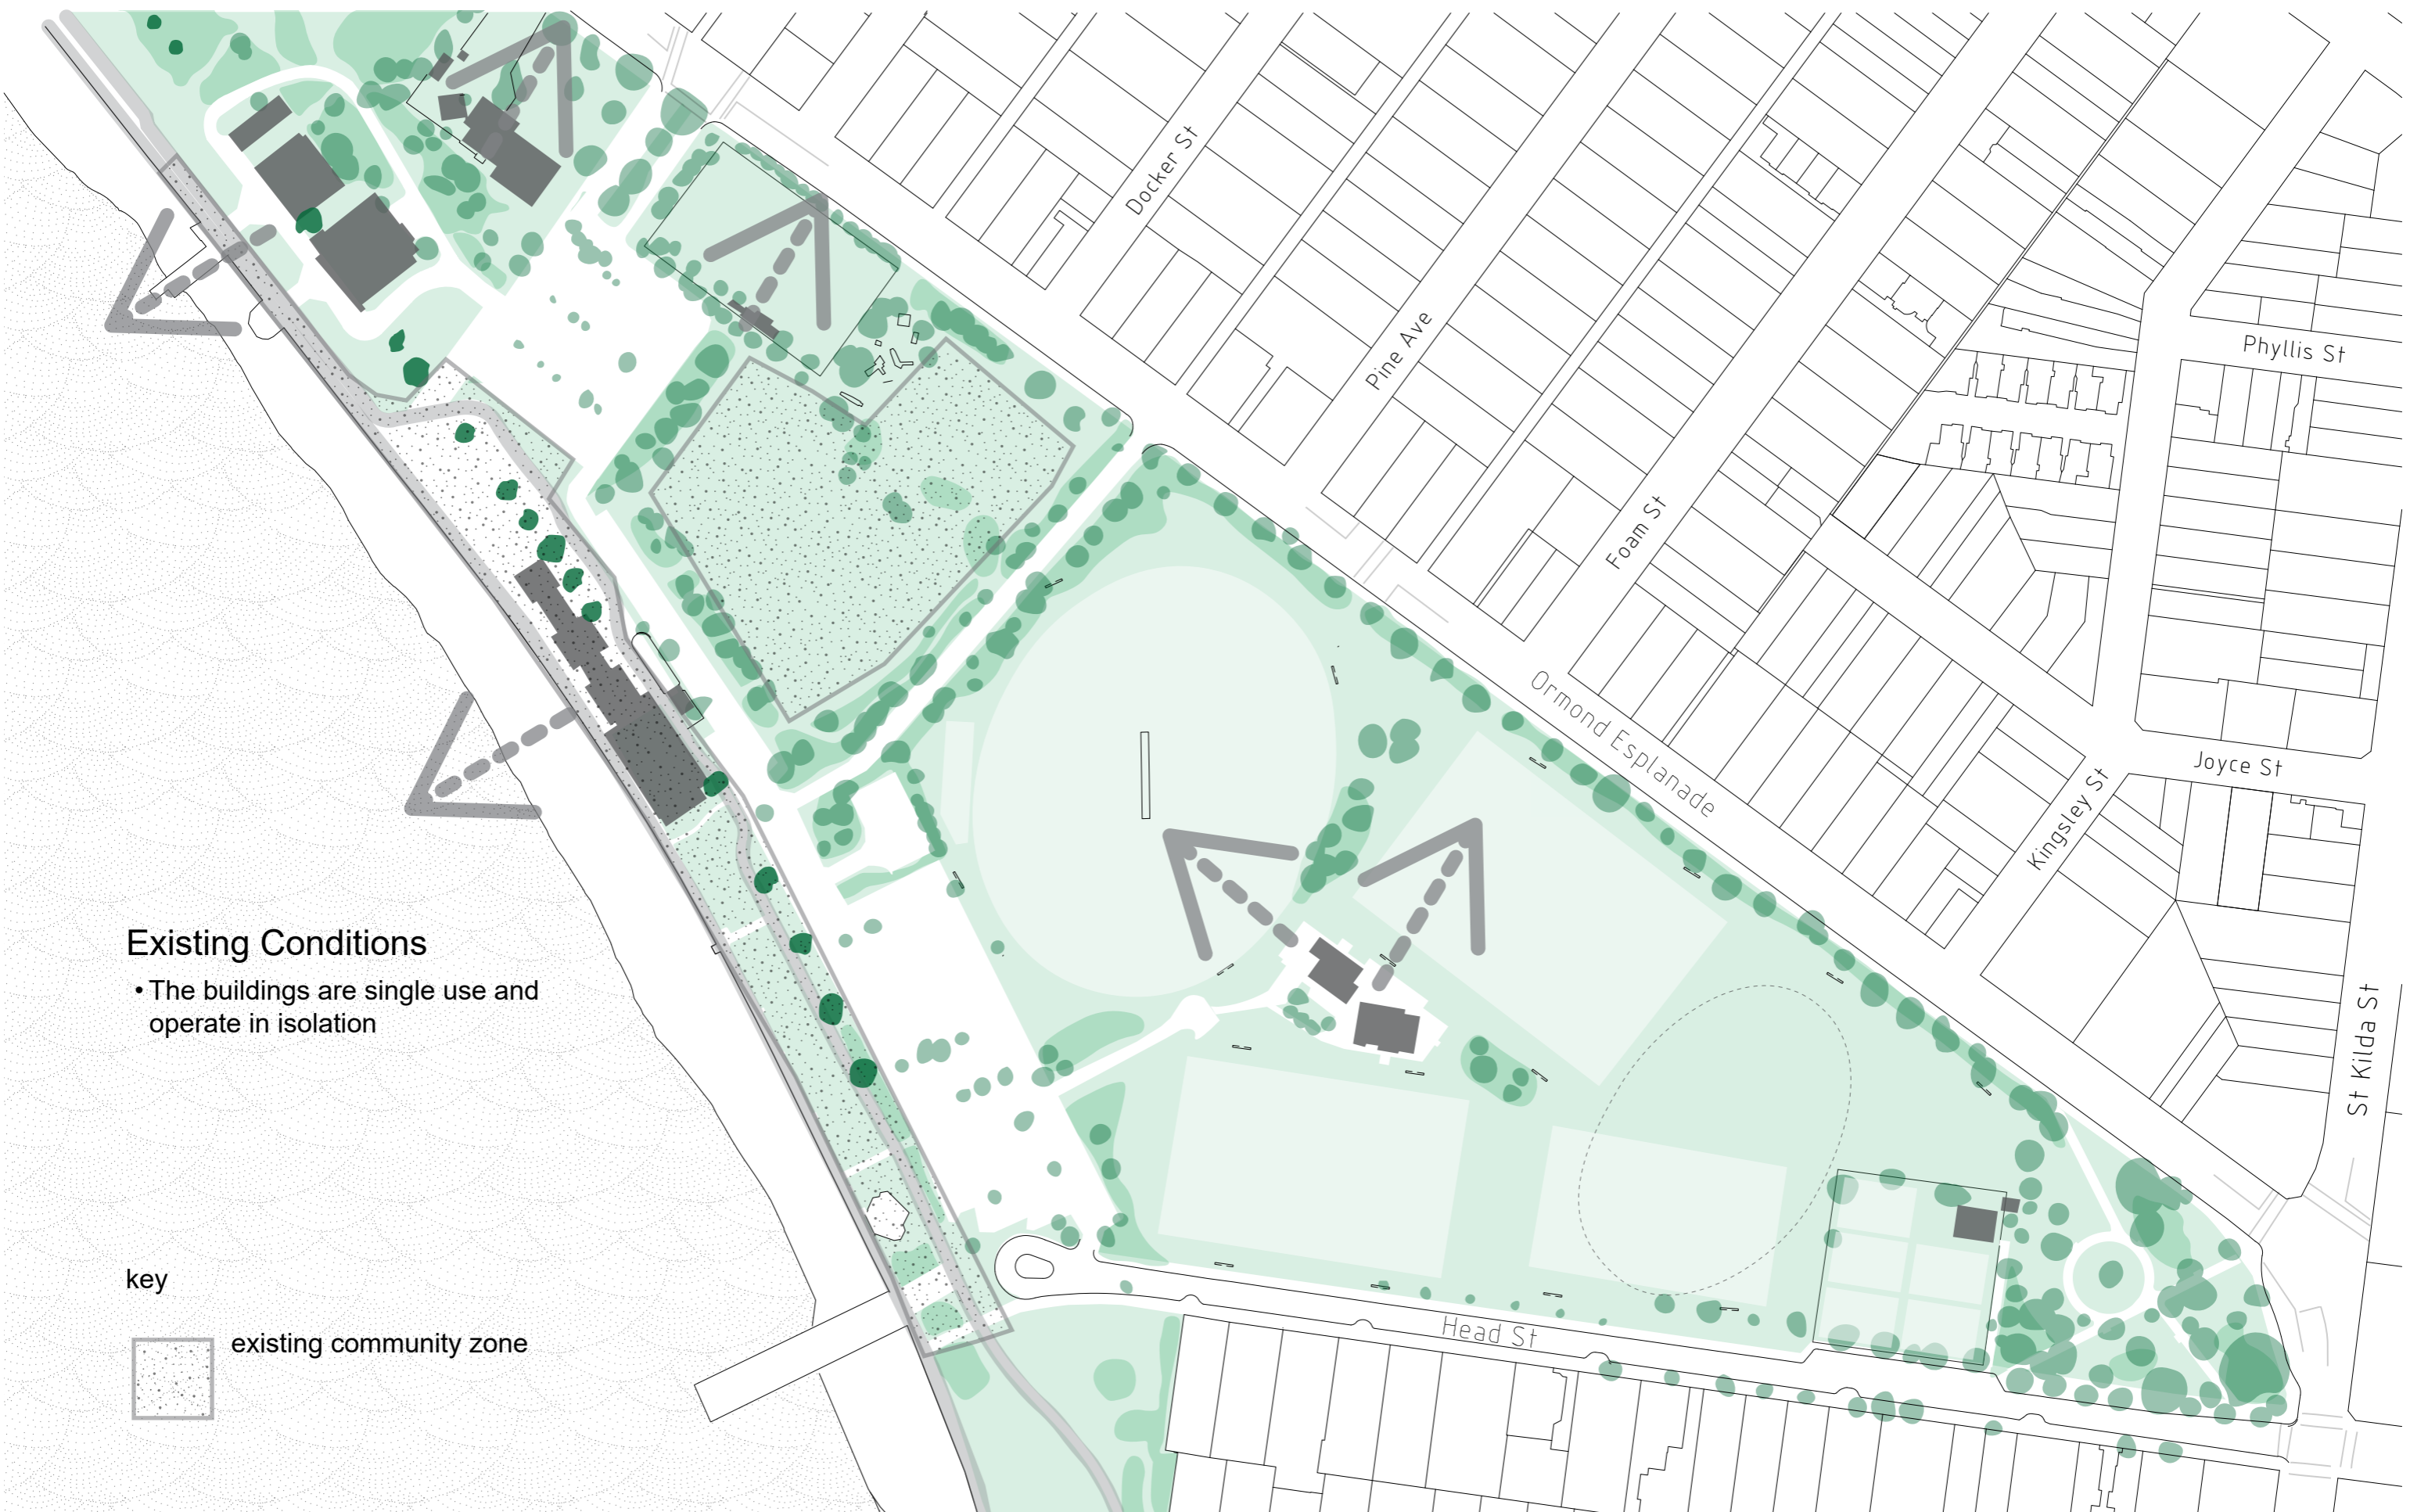 Docker St
Pine Ave
Phyllis St
Foam St
Ormond Esplanade
Joyce St
Kingsley St
St Kilda St
Head St
Existing Conditions
• The buildings are single use and
operate in isolation
key
existing community zone